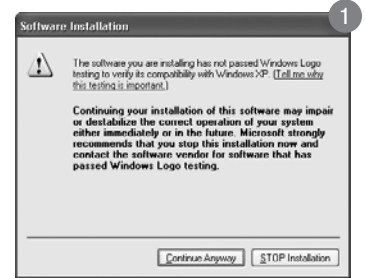 Software Installation
1
The software you are installing has not passed Windows Logo
testing to verify its compatibility with Windows XP. (Tell me why
this testing is important.)
Continuing your installation of this software may impair
or destabilize the correct operation of your system
either immediately or in the future. Microsoft strongly
recommends that you stop this installation now and
contact the software vendor for software that has
passed Windows Logo testing.
Continue Anyway
STOP Installation